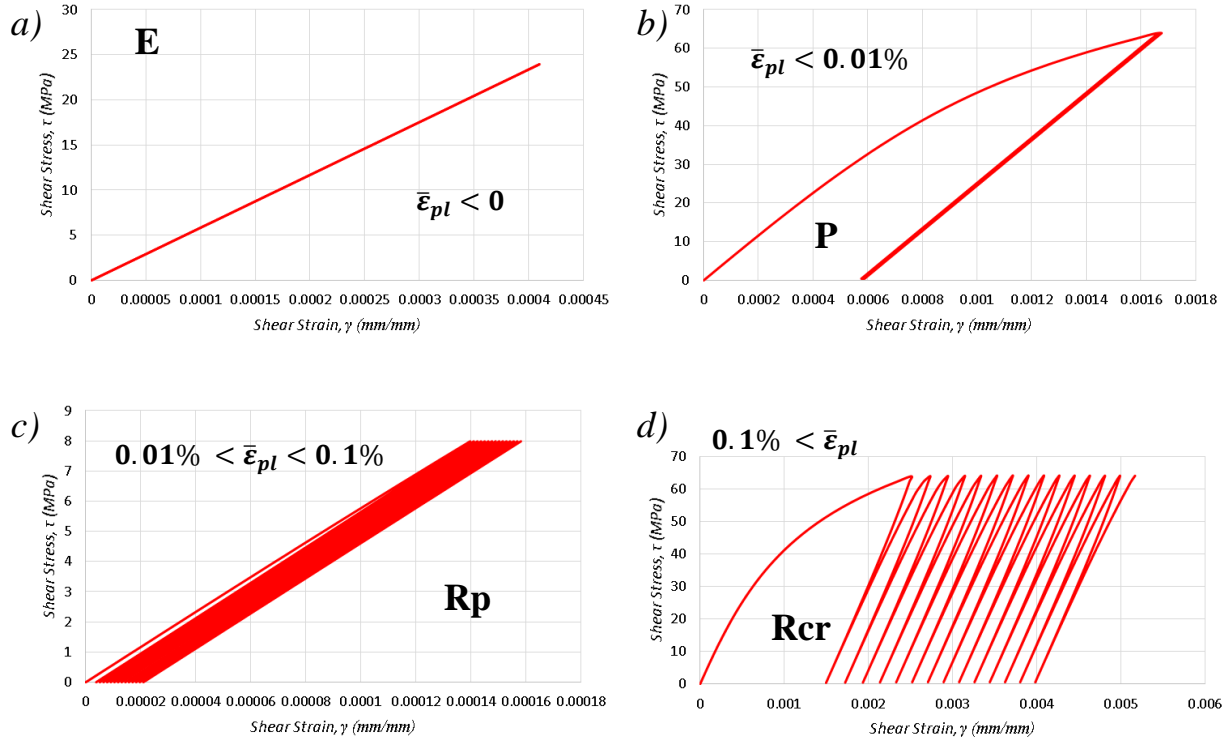 a)
E
30
25
20
15
10
5
0
Shear Stress, τ (MPa)
ε̄pl < 0
0 0.00005 0.0001 0.00015 0.0002 0.00025 0.0003 0.00035 0.0004 0.00045
Shear Strain, γ (mm/mm)
b)
70
60
50
40
30
20
10
0
Shear Stress, τ (MPa)
ε̄pl < 0.01%
P
0 0.0002 0.0004 0.0006 0.0008 0.001 0.0012 0.0014 0.0016 0.0018
Shear Strain, γ (mm/mm)
c)
9
8
7
6
5
4
3
2
1
0
Shear Stress, τ (MPa)
0.01% < ε̄pl < 0.1%
Rp
0 0.00002 0.00004 0.00006 0.00008 0.0001 0.00012 0.00014 0.00016 0.00018
Shear Strain, γ (mm/mm)
d)
0.1% < ε̄pl
70
60
50
40
30
20
10
0
Shear Stress, τ (MPa)
Rcr
0 0.001 0.002 0.003 0.004 0.005 0.006
Shear Strain, γ (mm/mm)